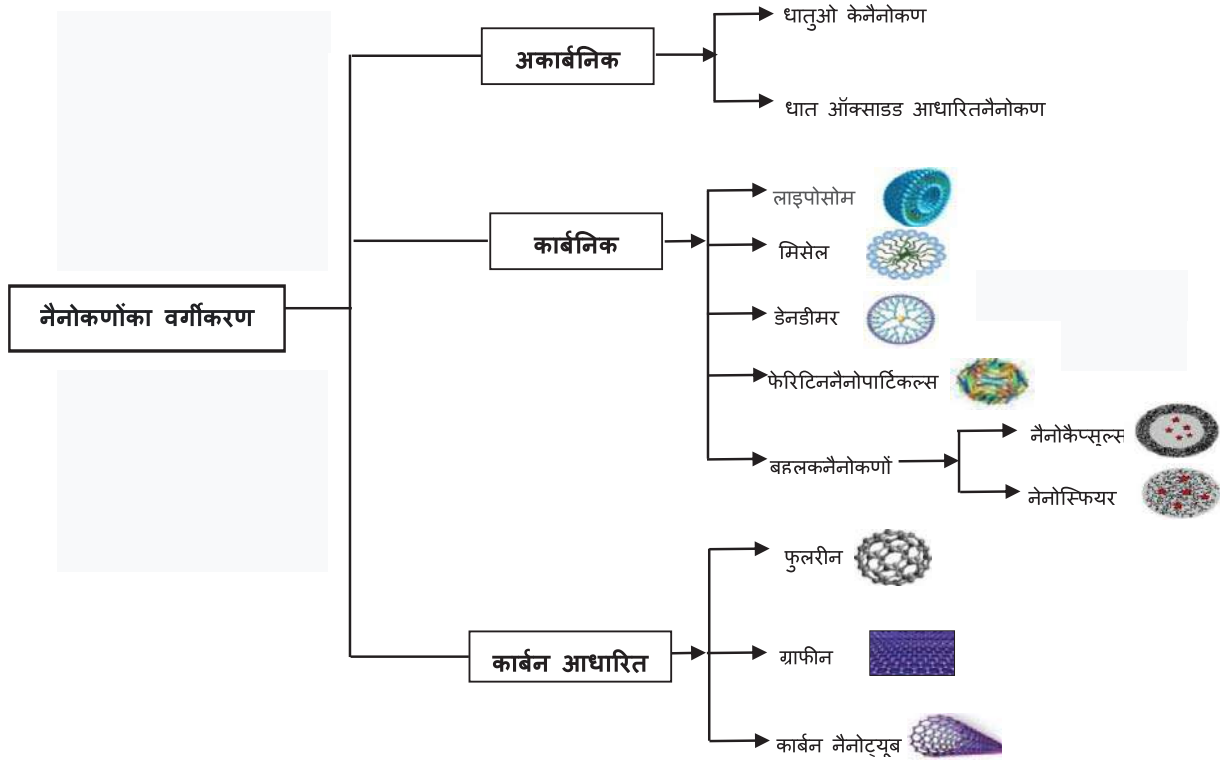 धातुओ केनैनोकण
अकार्बनिक
धात ऑक्साडड आधारितनैनोकण
लाइपोसोम
कार्बनिक
मिसेल
नैनोकणोंका वर्गीकरण
डेनडीमर
फेरिटिननैनोपार्टिकल्स
नैनोकैप्सूल्स
बहुलकनैनोकणों
नेनोस्फियर
फुलरीन
कार्बन आधारित
ग्राफीन
कार्बन नैनोट्यूब